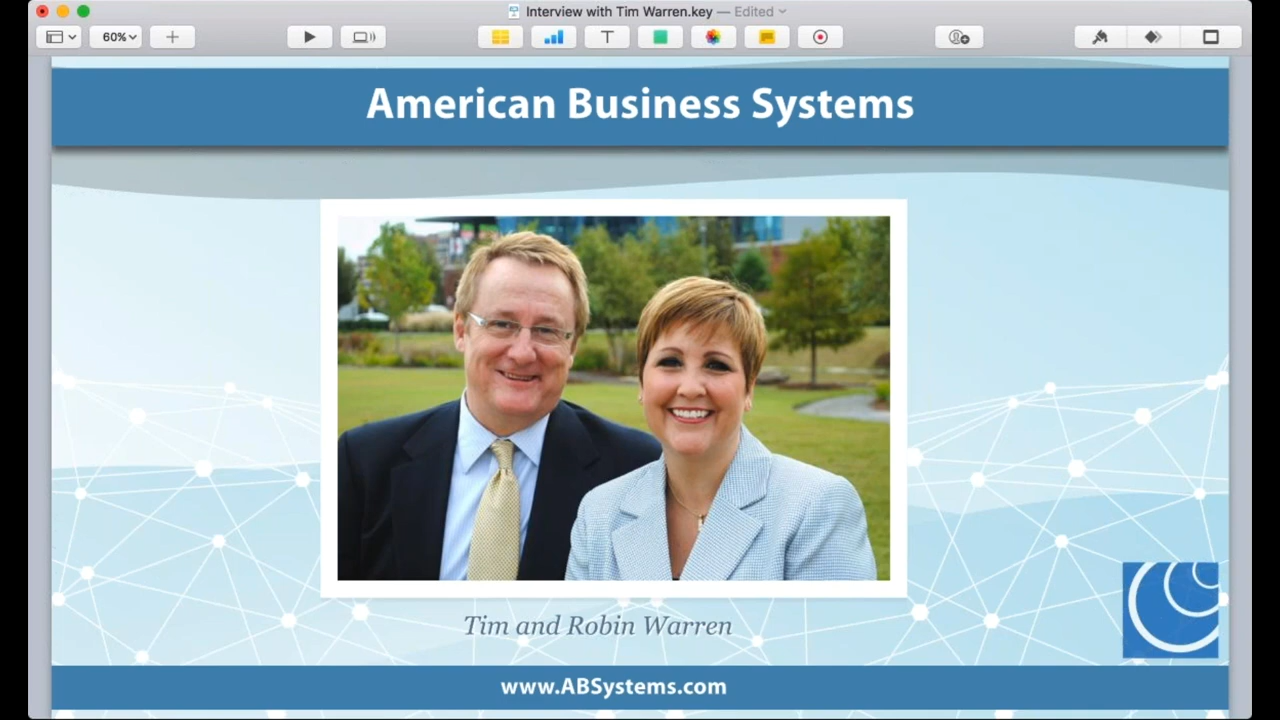 Interview with Tim Warren.key — Edited
60%
American Business Systems
Tim and Robin Warren
www.ABSystems.com